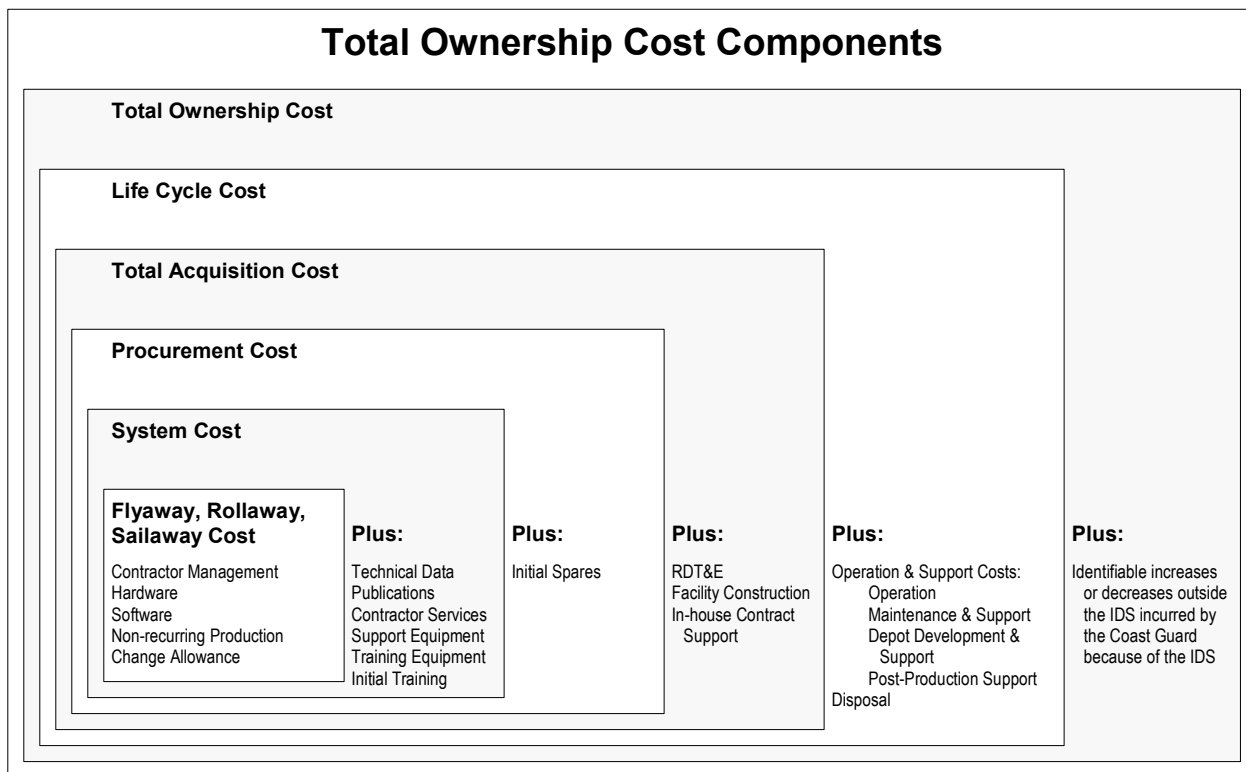 Total Ownership Cost Components
Total Ownership Cost
Life Cycle Cost
Total Acquisition Cost
Procurement Cost
System Cost
Flyaway, Rollaway,
Sailaway Cost
Contractor Management
Hardware
Software
Non-recurring Production
Change Allowance
Plus:
Technical Data
Publications
Contractor Services
Support Equipment
Training Equipment
Initial Training
Plus:
Initial Spares
Plus:
RDT&E
Facility Construction
In-house Contract
Support
Plus:
Operation & Support Costs:
Operation
Maintenance & Support
Depot Development &
Support
Post-Production Support
Disposal
Plus:
Identifiable increases
or decreases outside
the IDS incurred by
the Coast Guard
because of the IDS